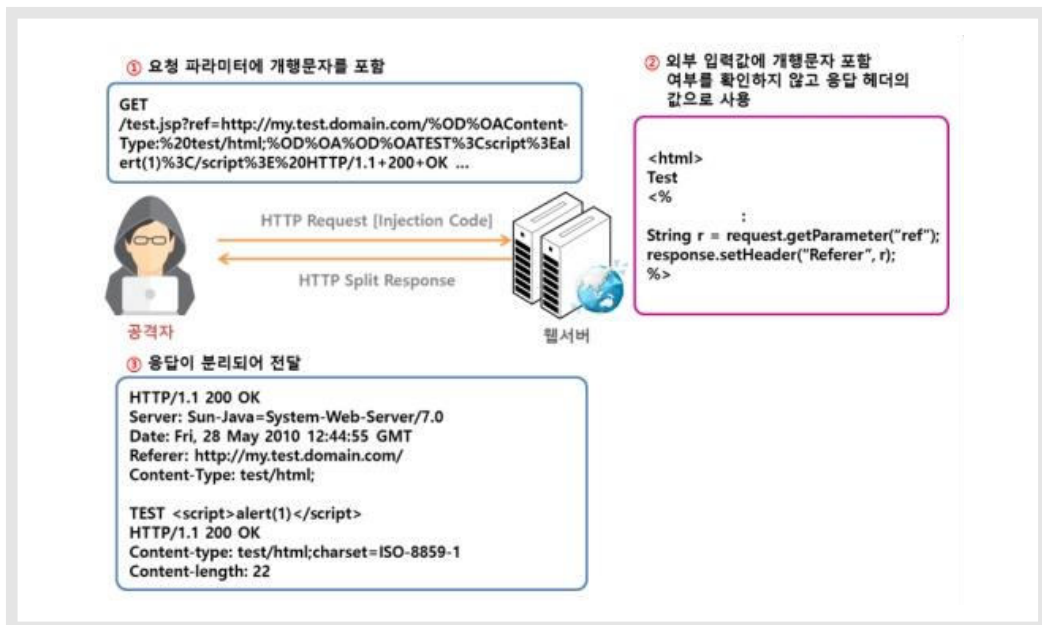 ① 요청 파라미터에 개행문자를 포함
GET
/test.jsp?ref=http://my.test.domain.com/%OD%OAContent-
Type:%20test/html;%OD%OA%OD%OATEST%3Cscript%3Eal
ert(1)%3C/script%3E%20HTTP/1.1+200+OK ...
② 외부 입력값에 개행문자 포함
여부를 확인하지 않고 응답 헤더의
값으로 사용
<html>
Test
<%
:
String r = request.getParameter("ref");
response.setHeader("Referer", r);
%>
HTTP Request [Injection Code]
HTTP Split Response
공격자
웹서버
③ 응답이 분리되어 전달
HTTP/1.1 200 OK
Server: Sun-Java=System-Web-Server/7.0
Date: Fri, 28 May 2010 12:44:55 GMT
Referer: http://my.test.domain.com/
Content-Type: test/html;
TEST <script>alert(1)</script>
HTTP/1.1 200 OK
Content-type: test/html;charset=ISO-8859-1
Content-length: 22